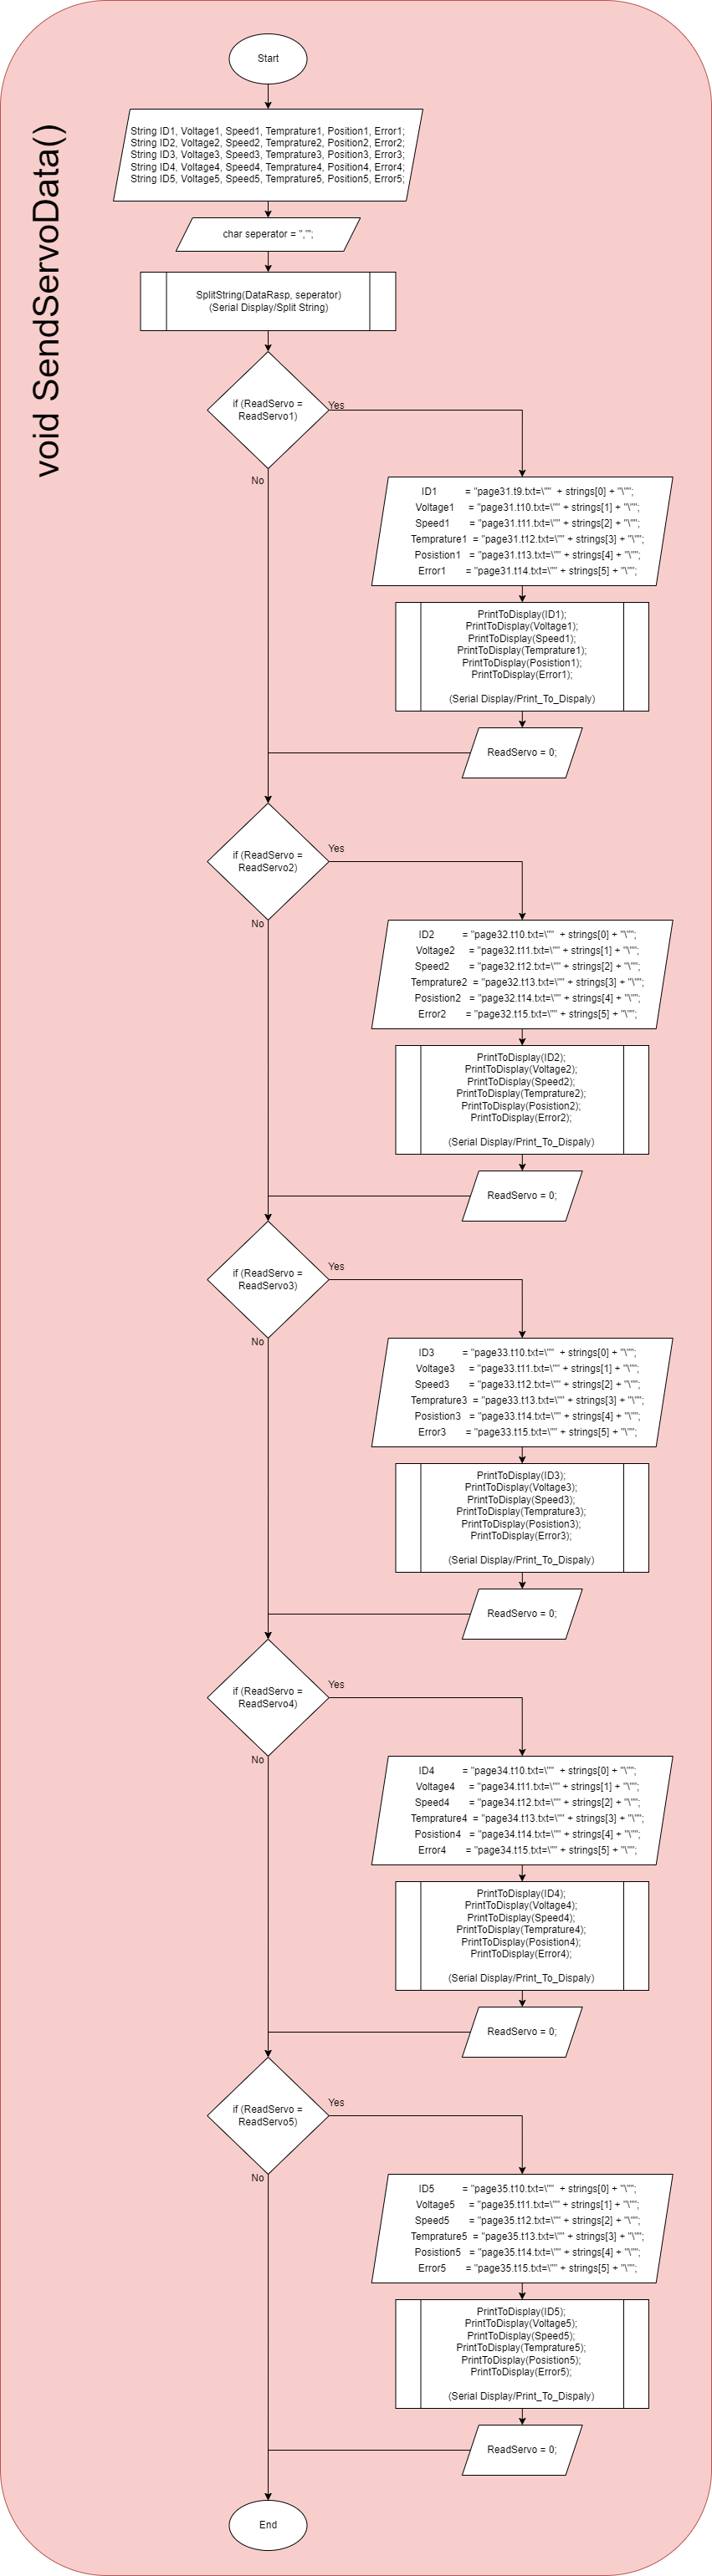 void SendServoData()
Start
String ID1, Voltage1, Speed1, Temprature1, Position1, Error1;
String ID2, Voltage2, Speed2, Temprature2, Position2, Error2;
String ID3, Voltage3, Speed3, Temprature3, Position3, Error3;
String ID4, Voltage4, Speed4, Temprature4, Position4, Error4;
String ID5, Voltage5, Speed5, Temprature5, Position5, Error5;
char seperator = ",'";
SplitString(DataRasp, seperator)
(Serial Display/Split String)
if (ReadServo =
ReadServo1)
Yes
No
ID1 = "page31.t9.txt=\"" + strings[0] + "\"";
Voltage1 = "page31.t10.txt=\"" + strings[1] + "\"";
Speed1 = "page31.t11.txt=\"" + strings[2] + "\"";
Temprature1 = "page31.t12.txt=\"" + strings[3] + "\"";
Posistion1 = "page31.t13.txt=\"" + strings[4] + "\"";
Error1 = "page31.t14.txt=\"" + strings[5] + "\"";
PrintToDisplay(ID1);
PrintToDisplay(Voltage1);
PrintToDisplay(Speed1);
PrintToDisplay(Temprature1);
PrintToDisplay(Posistion1);
PrintToDisplay(Error1);
(Serial Display/Print_To_Dispaly)
ReadServo = 0;
if (ReadServo =
ReadServo2)
Yes
No
ID2 = "page32.t10.txt=\"" + strings[0] + "\"";
Voltage2 = "page32.t11.txt=\"" + strings[1] + "\"";
Speed2 = "page32.t12.txt=\"" + strings[2] + "\"";
Temprature2 = "page32.t13.txt=\"" + strings[3] + "\"";
Posistion2 = "page32.t14.txt=\"" + strings[4] + "\"";
Error2 = "page32.t15.txt=\"" + strings[5] + "\"";
PrintToDisplay(ID2);
PrintToDisplay(Voltage2);
PrintToDisplay(Speed2);
PrintToDisplay(Temprature2);
PrintToDisplay(Posistion2);
PrintToDisplay(Error2);
(Serial Display/Print_To_Dispaly)
ReadServo = 0;
if (ReadServo =
ReadServo3)
Yes
No
ID3 = "page33.t10.txt=\"" + strings[0] + "\"";
Voltage3 = "page33.t11.txt=\"" + strings[1] + "\"";
Speed3 = "page33.t12.txt=\"" + strings[2] + "\"";
Temprature3 = "page33.t13.txt=\"" + strings[3] + "\"";
Posistion3 = "page33.t14.txt=\"" + strings[4] + "\"";
Error3 = "page33.t15.txt=\"" + strings[5] + "\"";
PrintToDisplay(ID3);
PrintToDisplay(Voltage3);
PrintToDisplay(Speed3);
PrintToDisplay(Temprature3);
PrintToDisplay(Posistion3);
PrintToDisplay(Error3);
(Serial Display/Print_To_Dispaly)
ReadServo = 0;
if (ReadServo =
ReadServo4)
Yes
No
ID4 = "page34.t10.txt=\"" + strings[0] + "\"";
Voltage4 = "page34.t11.txt=\"" + strings[1] + "\"";
Speed4 = "page34.t12.txt=\"" + strings[2] + "\"";
Temprature4 = "page34.t13.txt=\"" + strings[3] + "\"";
Posistion4 = "page34.t14.txt=\"" + strings[4] + "\"";
Error4 = "page34.t15.txt=\"" + strings[5] + "\"";
PrintToDisplay(ID4);
PrintToDisplay(Voltage4);
PrintToDisplay(Speed4);
PrintToDisplay(Temprature4);
PrintToDisplay(Posistion4);
PrintToDisplay(Error4);
(Serial Display/Print_To_Dispaly)
ReadServo = 0;
if (ReadServo =
ReadServo5)
Yes
No
ID5 = "page35.t10.txt=\"" + strings[0] + "\"";
Voltage5 = "page35.t11.txt=\"" + strings[1] + "\"";
Speed5 = "page35.t12.txt=\"" + strings[2] + "\"";
Temprature5 = "page35.t13.txt=\"" + strings[3] + "\"";
Posistion5 = "page35.t14.txt=\"" + strings[4] + "\"";
Error5 = "page35.t15.txt=\"" + strings[5] + "\"";
PrintToDisplay(ID5);
PrintToDisplay(Voltage5);
PrintToDisplay(Speed5);
PrintToDisplay(Temprature5);
PrintToDisplay(Posistion5);
PrintToDisplay(Error5);
(Serial Display/Print_To_Dispaly)
ReadServo = 0;
End